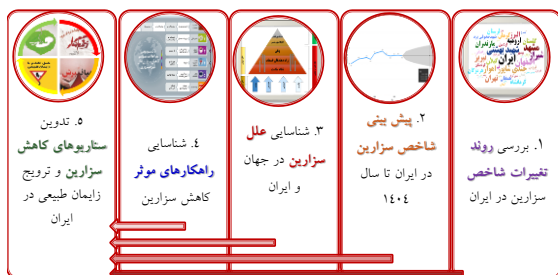 ۱. بررسی روند
تغییرات شاخص
سزارین در ایران
۲. پیش بینی
شاخص سزارین
در ایران تا سال
۱۴۰۴
۳. شناسایی علل
سزارین در جهان
و ایران
۴. شناسایی
راهکارهای موثر
کاهش سزارین
۵. تدوین
سناریوهای کاهش
سزارین و ترویج
زایمان طبیعی در
ایران